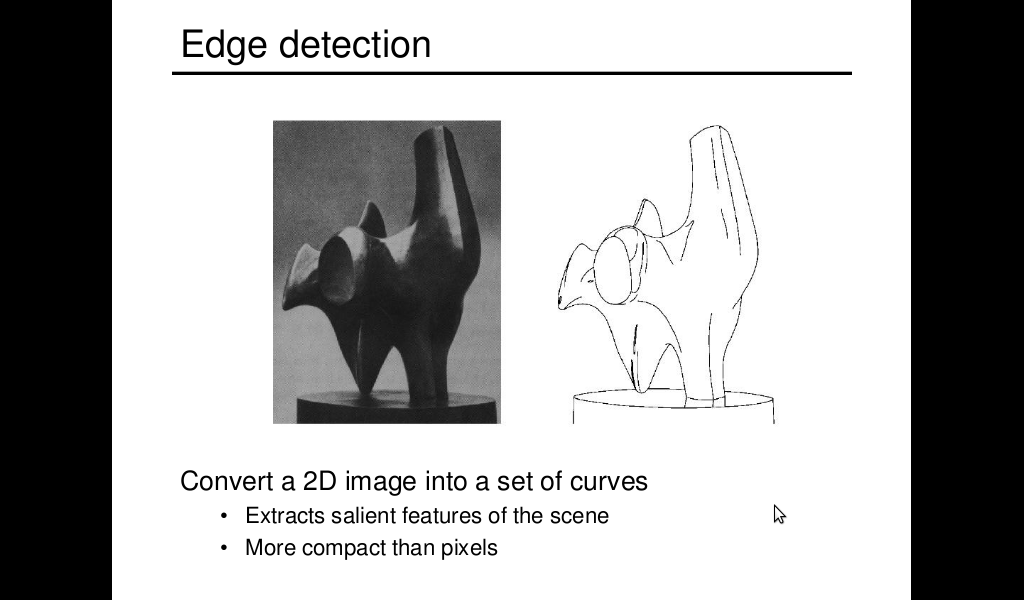 Edge detection
Convert a 2D image into a set of curves
• Extracts salient features of the scene
• More compact than pixels